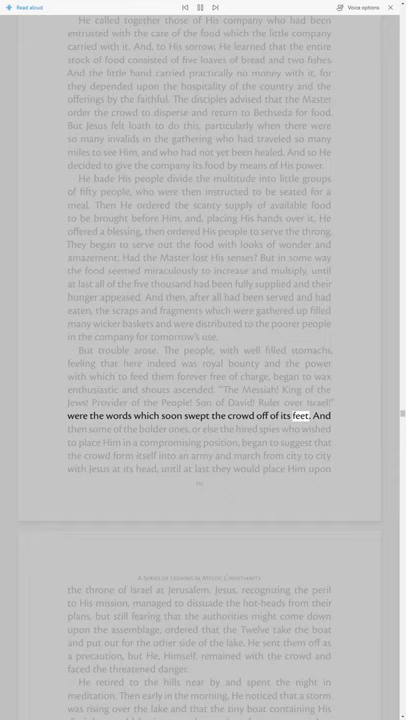 Read aloud
Voice options
He called together those of His company who had been
entrusted with the care of the food which the little company
carried with it. And, to His sorrow, He learned that the entire
stock of food consisted of five loaves of bread and two fishes.
And the little band carried practically no money with it, for
they depended upon the hospitality of the country and the
offerings by the faithful. The disciples advised that the Master
order the crowd to disperse and return to Bethseda for food.
But Jesus felt loath to do this, particularly when there were
so many invalids in the gathering who had traveled so many
miles to see Him, and who had not yet been healed. And so He
decided to give the company its food by means of His power.
He bade His people divide the multitude into little groups
of fifty people, who were then instructed to be seated for a
meal. Then He ordered the scanty supply of available food
to be brought before Him, and, placing His hands over it, He
offered a blessing, then ordered His people to serve the throng.
They began to serve out the food with looks of wonder and
amazement. Had the Master lost His senses? But in some way
the food seemed miraculously to increase and multiply, until
at last all of the five thousand had been fully supplied and their
hunger appeased. And then, after all had been served and had
eaten, the scraps and fragments which were gathered up filled
many wicker baskets and were distributed to the poorer people
in the company for tomorrow's use.
But trouble arose. The people, with well filled stomachs,
feeling that here indeed was royal bounty and the power
with which to feed them forever free of charge, began to wax
enthusiastic and shouts ascended. "The Messiah! King of the
Jews! Provider of the People! Son of David! Ruler over Israel!"
were the words which soon swept the crowd off of its feet. And
then some of the bolder ones, or else the hired spies who wished
to place Him in a compromising position, began to suggest that
the crowd form itself into an army and march from city to city
with Jesus at its head, until at last they would place Him upon
A Series of Lessons in Mystic Christianity
the throne of Israel at Jerusalem. Jesus, recognizing the peril
to His mission, managed to dissuade the hot-heads from their
plans, but still fearing that the authorities might come down
upon the assemblage, ordered that the Twelve take the boat
and put out for the other side of the lake. He sent them off as
a precaution, but He, Himself, remained with the crowd and
faced the threatened danger.
He retired to the hills near by and spent the night in
meditation. Then early in the morning, He noticed that a storm
was rising over the lake and that the tiny boat containing His